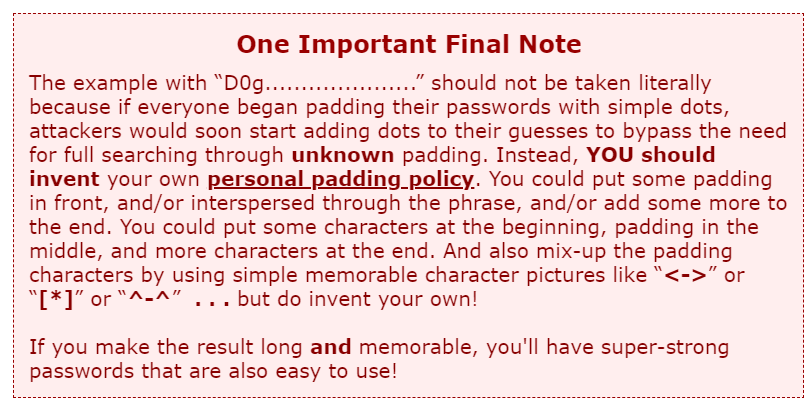 One Important Final Note
The example with “D0g.....................” should not be taken literally
because if everyone began padding their passwords with simple dots,
attackers would soon start adding dots to their guesses to bypass the need
for full searching through unknown padding. Instead, YOU should
invent your own personal padding policy. You could put some padding
in front, and/or interspersed through the phrase, and/or add some more to
the end. You could put some characters at the beginning, padding in the
middle, and more characters at the end. And also mix-up the padding
characters by using simple memorable character pictures like “<->” or
“[*]” or “^-^” . . . but do invent your own!
If you make the result long and memorable, you'll have super-strong
passwords that are also easy to use!